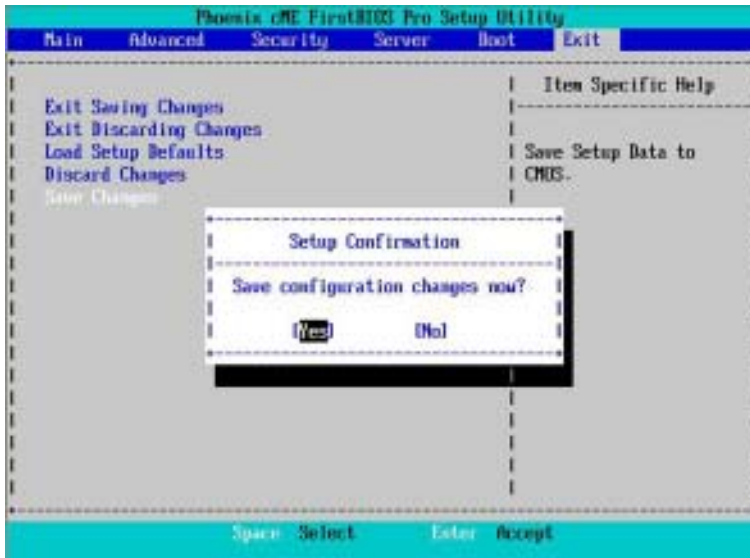 Phoenix cME FirstBIOS Pro Setup Utility
Main Advanced Security Server Boot Exit
Item Specific Help
Exit Saving Changes
Exit Discarding Changes
Load Setup Defaults
Save Setup Data to
Discard Changes
CMOS.
Save Changes
Setup Confirmation
Save configuration changes now?
[Yes] [No]
Space Select Enter Accept